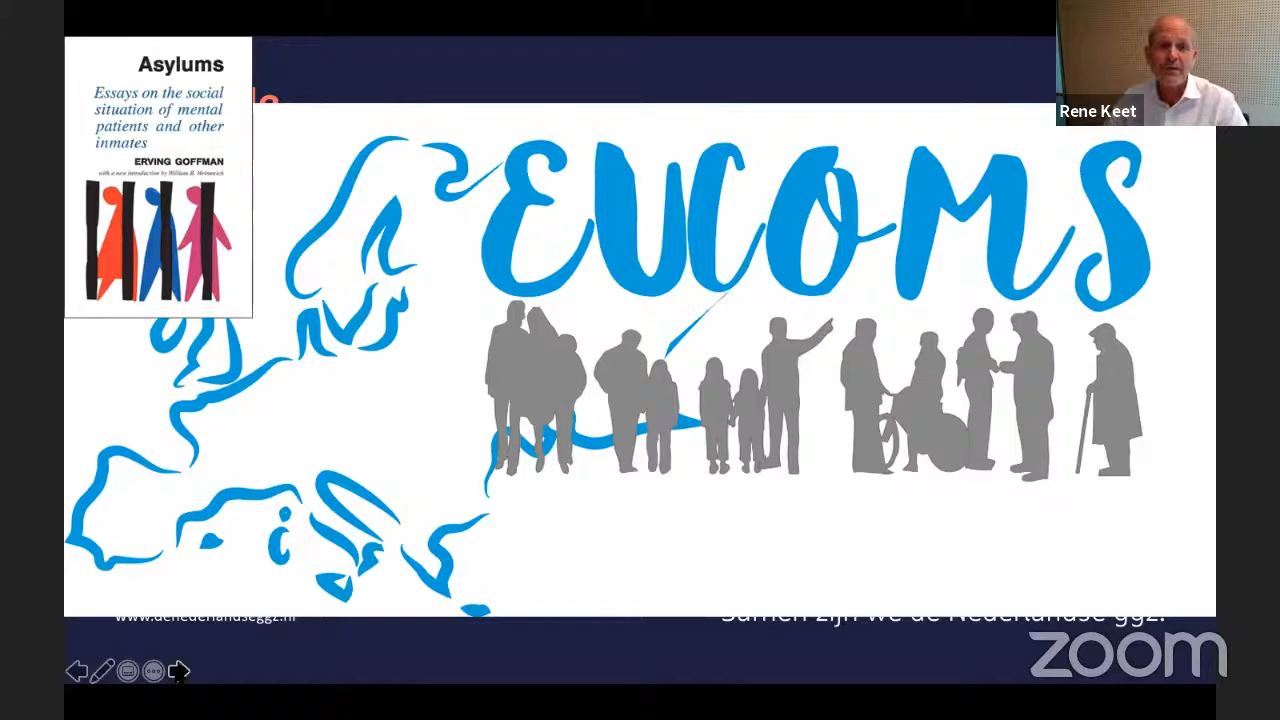 Asylums
Essays on the social
situation of mental
patients and other
inmates
ERVING GOFFMAN
with a new introduction by William B. Helmreich
EUCOMS
Rene Keet
www.denederlandseggz.nl
Samen zijn we de Nederlandse ggz.
zoom